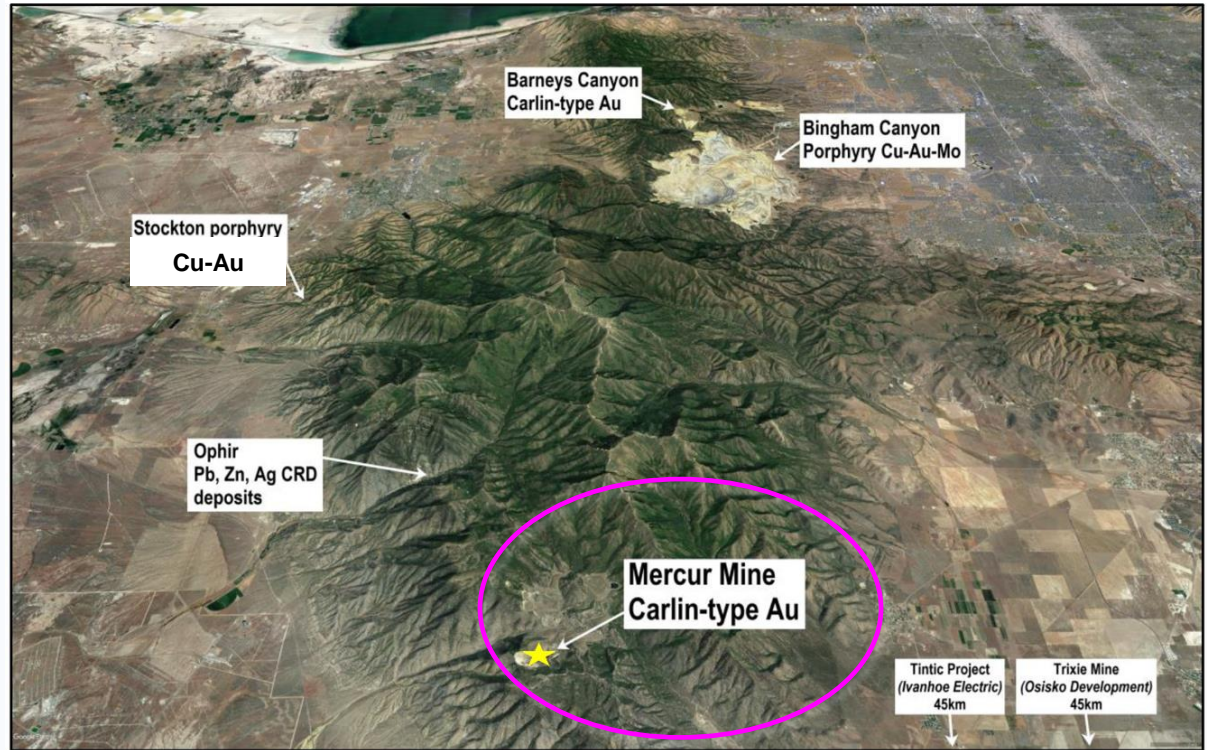 Barneys Canyon
Carlin-type Au
Bingham Canyon
Porphyry Cu-Au-Mo
Stockton porphyry
Cu-Au
Ophir
Pb, Zn, Ag CRD
deposits
Mercur Mine
Carlin-type Au
Tintic Project
(Ivanhoe Electric)
45km
Trixie Mine
(Osisko Development)
45km